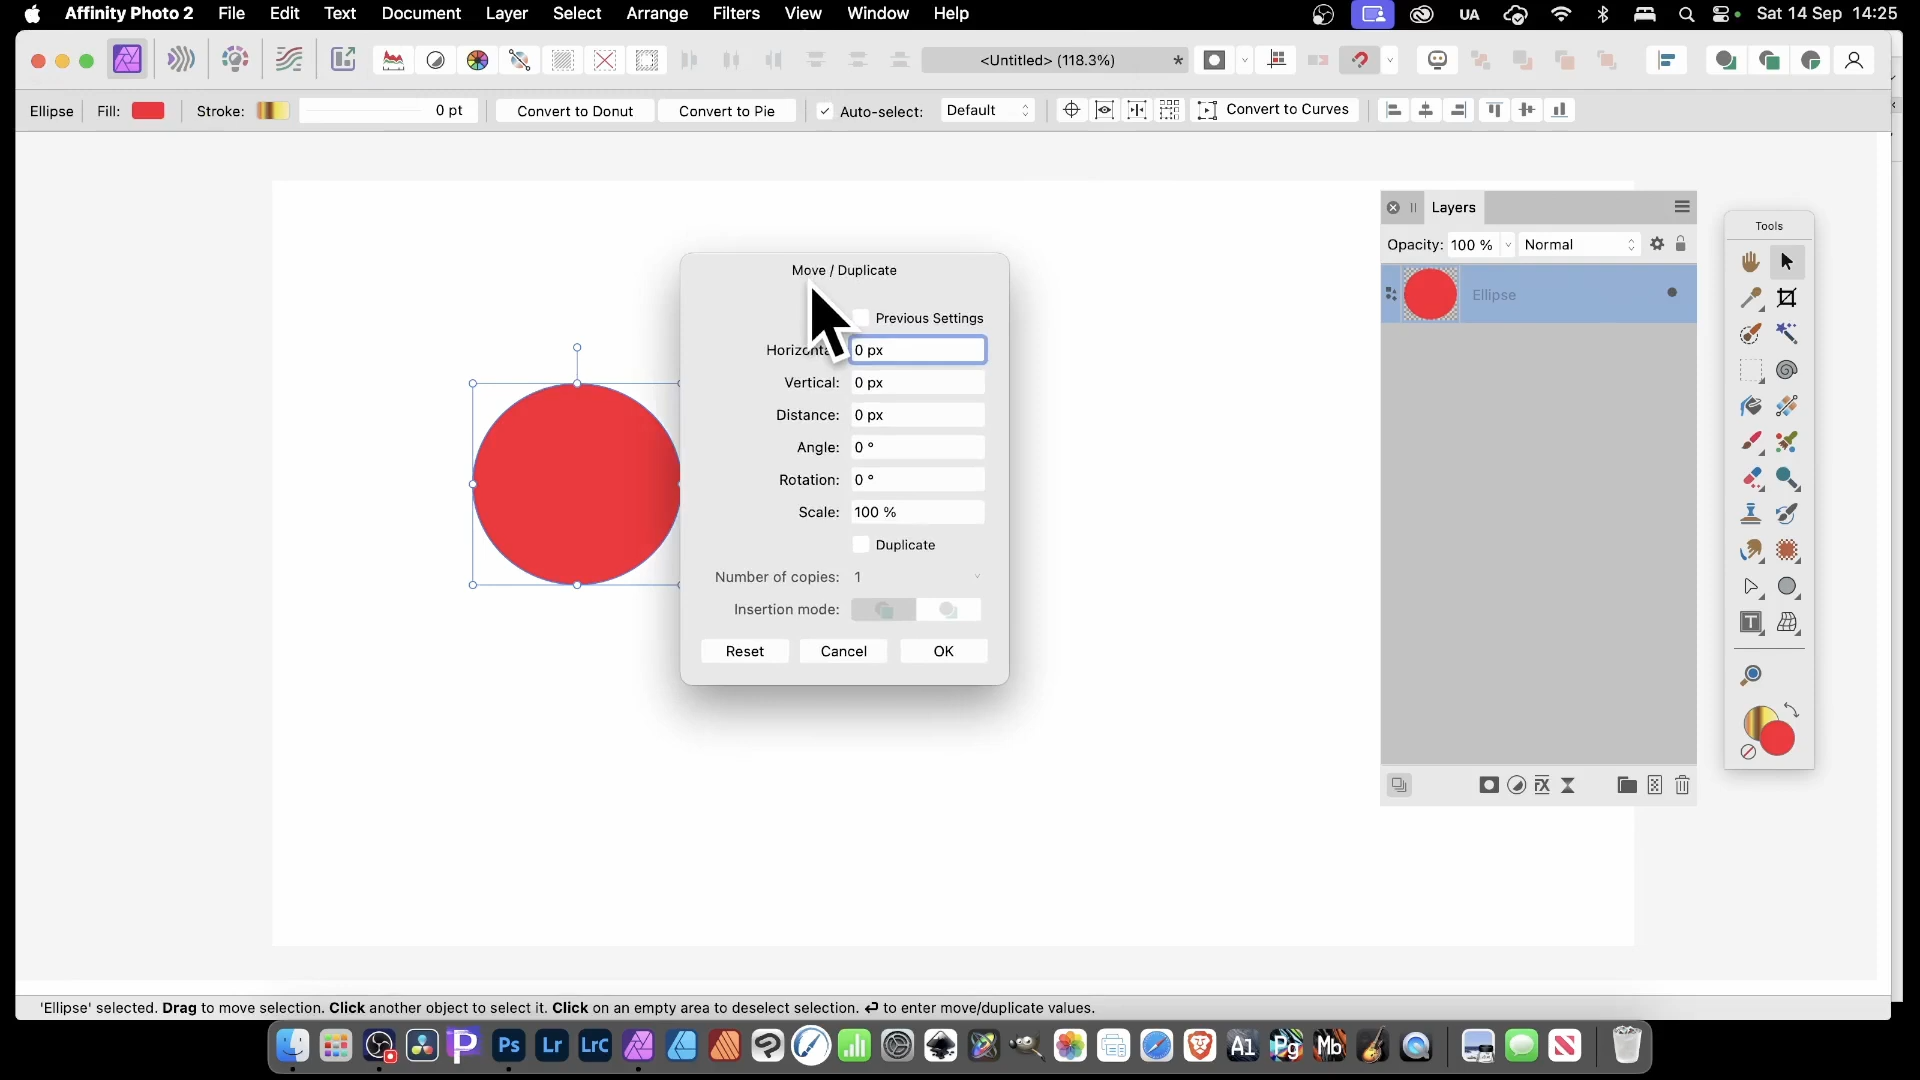 Affinity Photo 2 File Edit Text Document Layer Select Arrange Filters View Window Help UA Sat 14 Sep 14:25
<Untitled> (118.3%) *
Ellipse Fill: Stroke: 0 pt Convert to Donut Convert to Pie Auto-select: Default Convert to Curves
Layers
Opacity: 100 % Normal
Ellipse
Tools
Move / Duplicate
Previous Settings
0 px
Vertical: 0 px
Distance: 0 px
Angle: 0 °
Rotation: 0 °
Scale: 100 %
Duplicate
Number of copies: 1
Insertion mode:
Reset Cancel OK
'Ellipse' selected. Drag to move selection. Click another object to select it. Click on an empty area to deselect selection. ↵ to enter move/duplicate values.
Ps Lr LrC Pg Mb